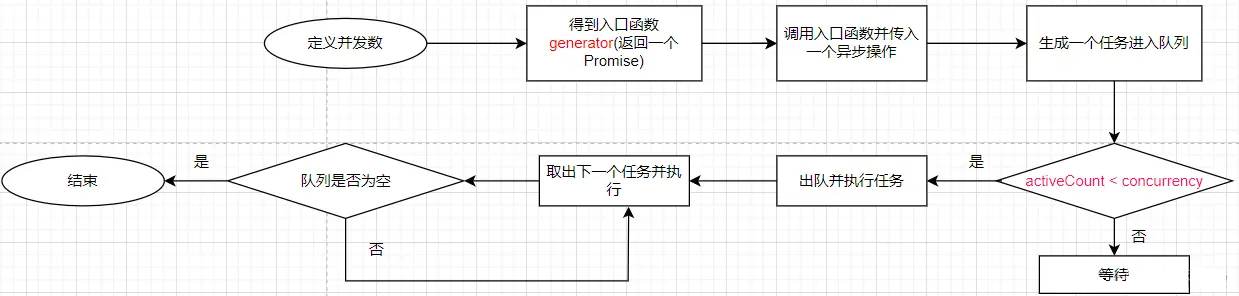 定义并发数
得到入口函数
generator(返回一个
Promise)
调用入口函数并传入
一个异步操作
生成一个任务进入队列
activeCount < concurrency
是
否
等待
出队并执行任务
取出下一个任务并执
行
队列是否为空
否
是
结束